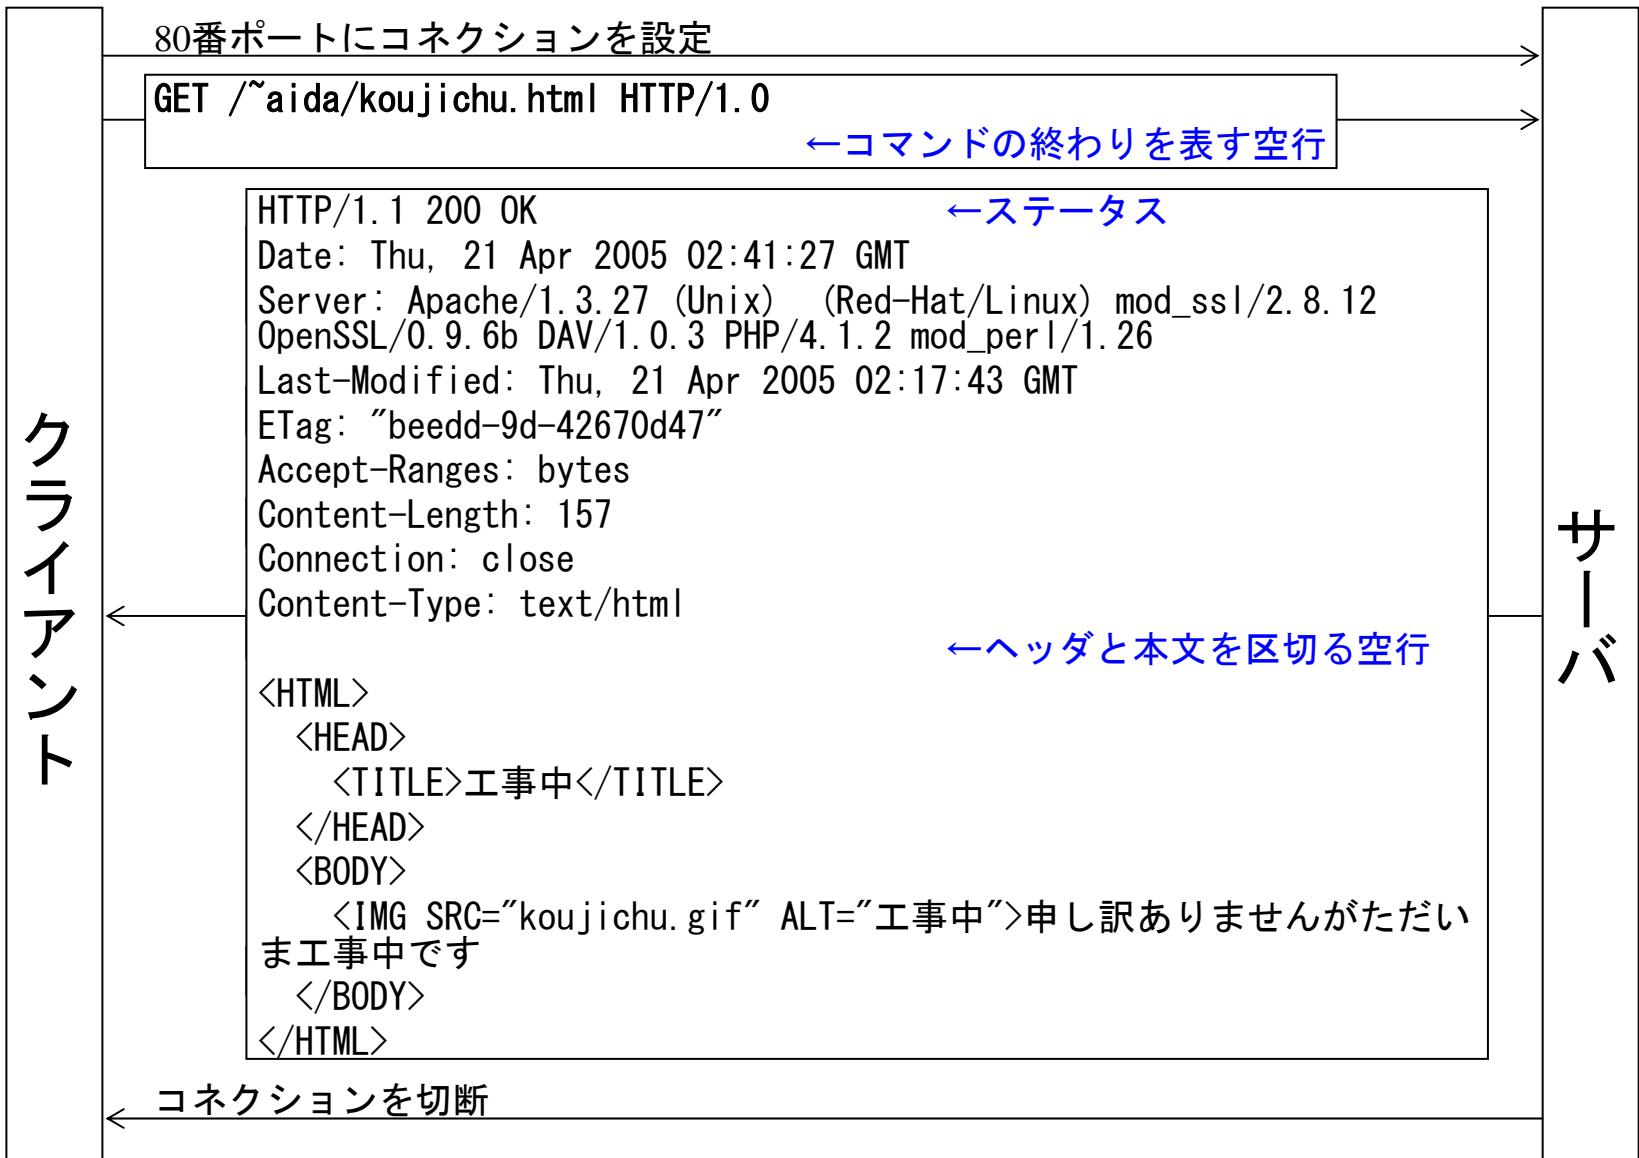 80番ポートにコネクションを設定
GET /~aida/koujichu.html HTTP/1.0
←コマンドの終わりを表す空行
HTTP/1.1 200 OK ←ステータス
Date: Thu, 21 Apr 2005 02:41:27 GMT
Server: Apache/1.3.27 (Unix) (Red-Hat/Linux) mod_ssl/2.8.12
OpenSSL/0.9.6b DAV/1.0.3 PHP/4.1.2 mod_perl/1.26
Last-Modified: Thu, 21 Apr 2005 02:17:43 GMT
ETag: "beedd-9d-42670d47"
Accept-Ranges: bytes
Content-Length: 157
Connection: close
Content-Type: text/html
←ヘッダと本文を区切る空行
<HTML>
<HEAD>
<TITLE>工事中</TITLE>
</HEAD>
<BODY>
<IMG SRC="koujichu.gif" ALT="工事中">申し訳ありませんがただい
ま工事中です
</BODY>
</HTML>
コネクションを切断
クライアント
サーバ